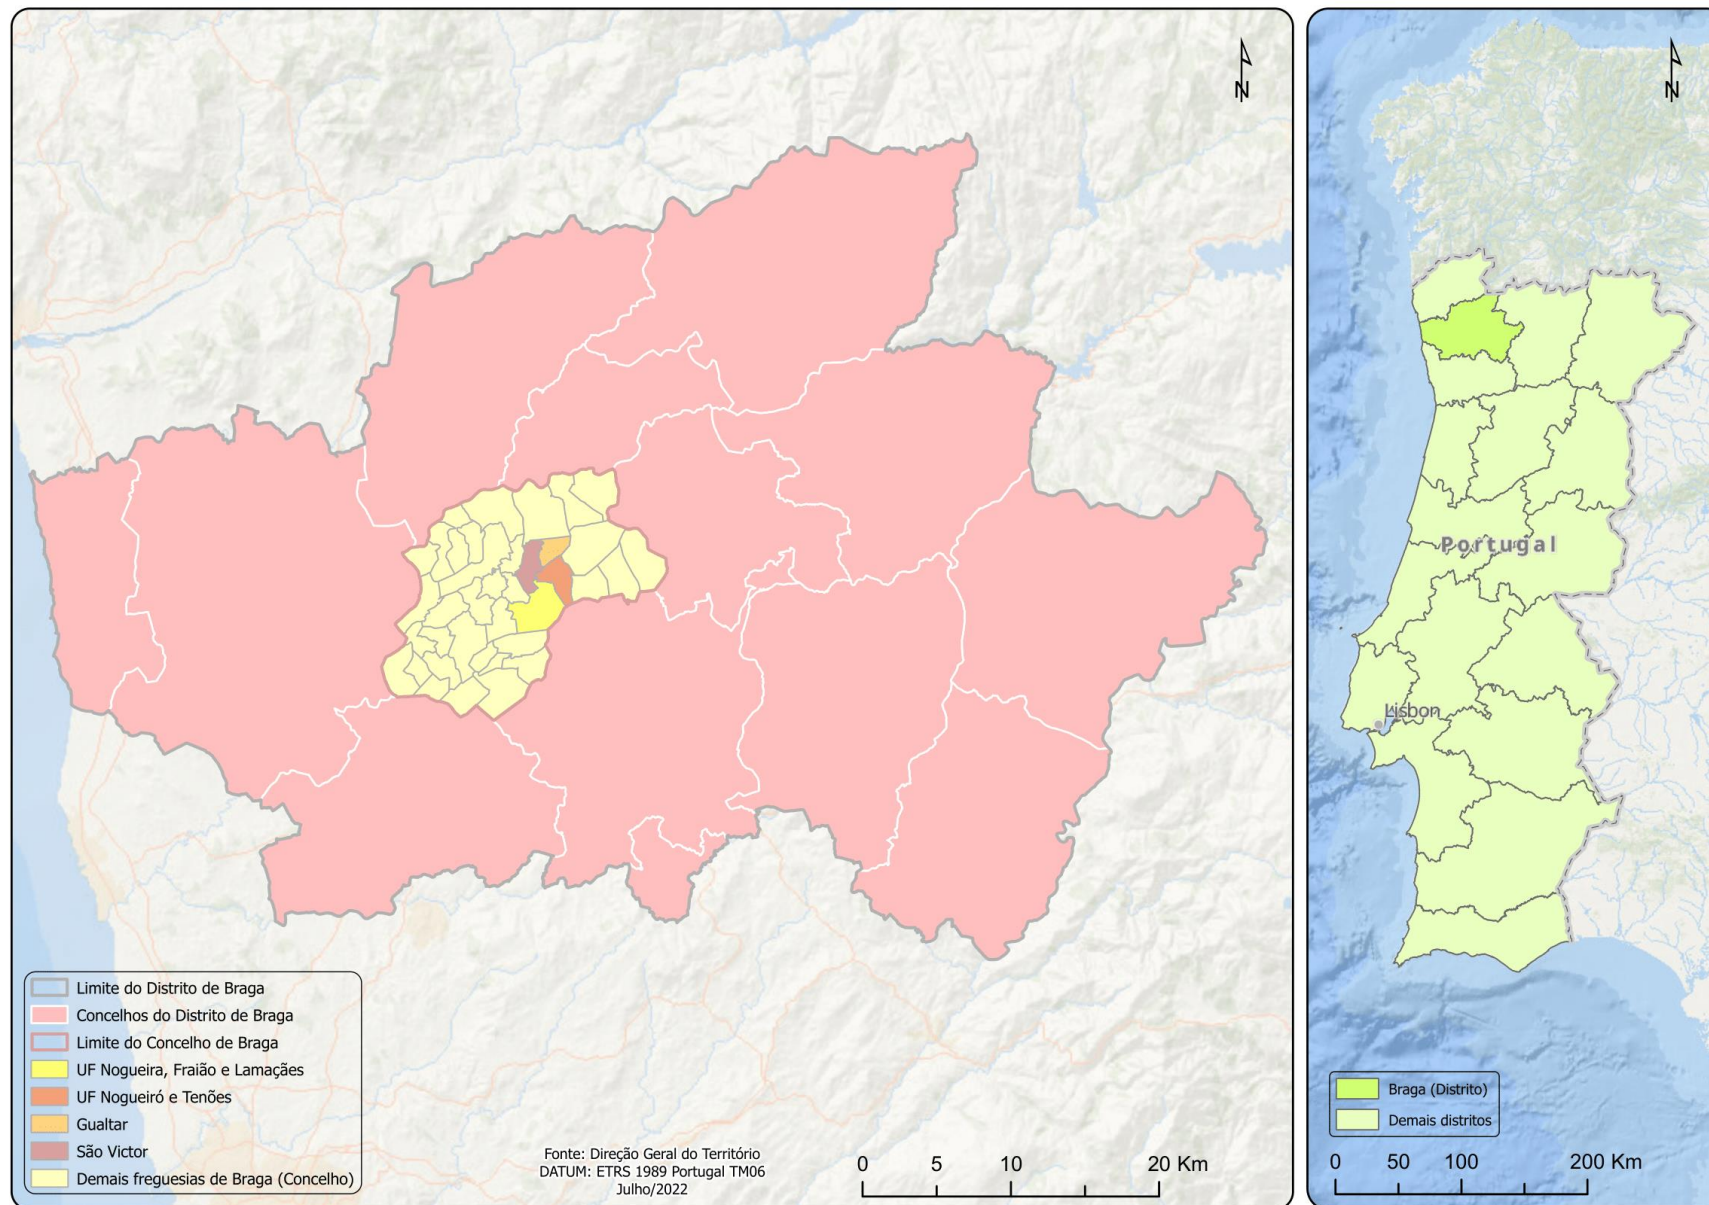 N
Limite do Distrito de Braga
Concelhos do Distrito de Braga
Limite do Concelho de Braga
UF Nogueira, Fraião e Lamaçães
UF Nogueiró e Tenões
Gualtar
São Victor
Demais freguesias de Braga (Concelho)
Fonte: Direção Geral do Território
DATUM: ETRS 1989 Portugal TM06
Julho/2022
0 5 10 20 Km
N
Portugal
Lisbon
Braga (Distrito)
Demais distritos
0 50 100 200 Km